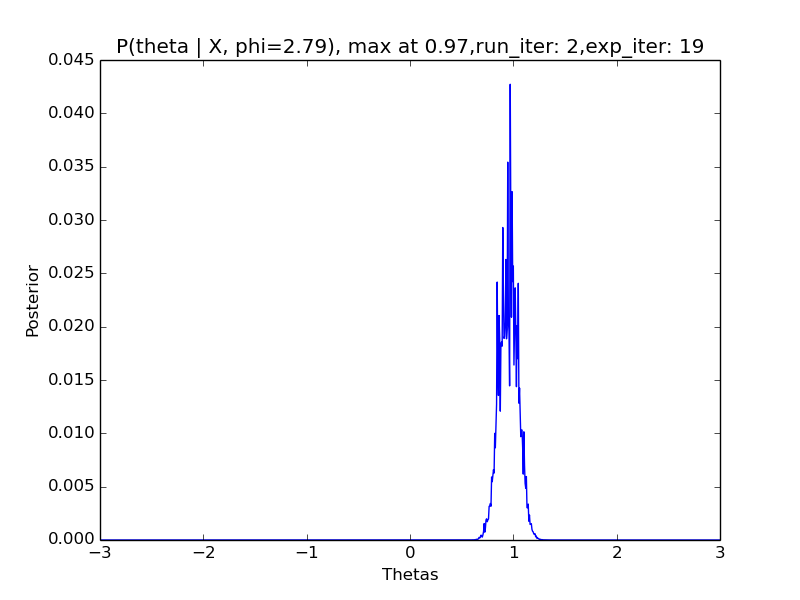 P(theta | X, phi=2.79), max at 0.97,run_iter: 2,exp_iter: 19
0.045
0.040
0.035
0.030
0.025
0.020
0.015
0.010
0.005
0.000
Posterior
−3 −2 −1 0 1 2 3
Thetas